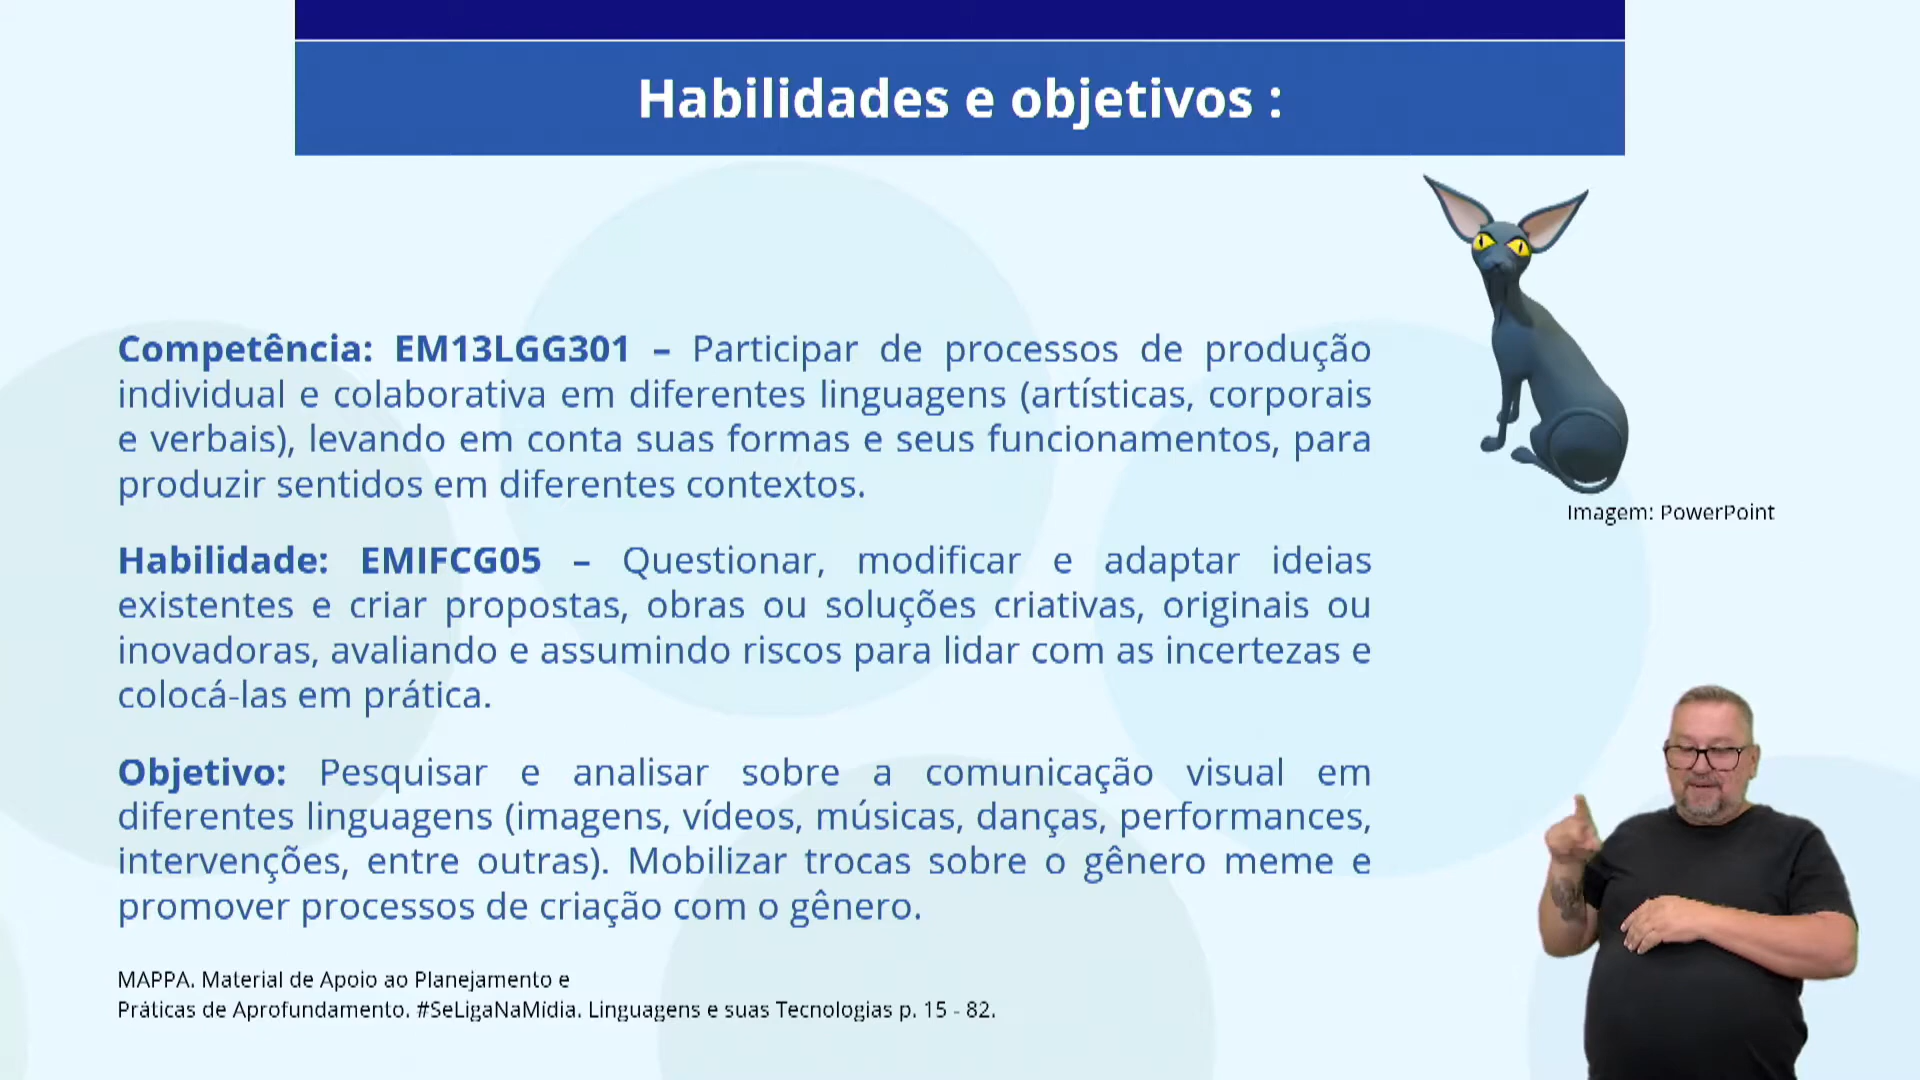 Habilidades e objetivos :
Competência: EM13LGG301 – Participar de processos de produção
individual e colaborativa em diferentes linguagens (artísticas, corporais
e verbais), levando em conta suas formas e seus funcionamentos, para
produzir sentidos em diferentes contextos.
Imagem: PowerPoint
Habilidade: EMIFCG05 – Questionar, modificar e adaptar ideias
existentes e criar propostas, obras ou soluções criativas, originais ou
inovadoras, avaliando e assumindo riscos para lidar com as incertezas e
colocá-las em prática.
Objetivo: Pesquisar e analisar sobre a comunicação visual em
diferentes linguagens (imagens, vídeos, músicas, danças, performances,
intervenções, entre outras). Mobilizar trocas sobre o gênero meme e
promover processos de criação com o gênero.
MAPPA. Material de Apoio ao Planejamento e
Práticas de Aprofundamento. #SeLigaNaMídia. Linguagens e suas Tecnologias p. 15 - 82.